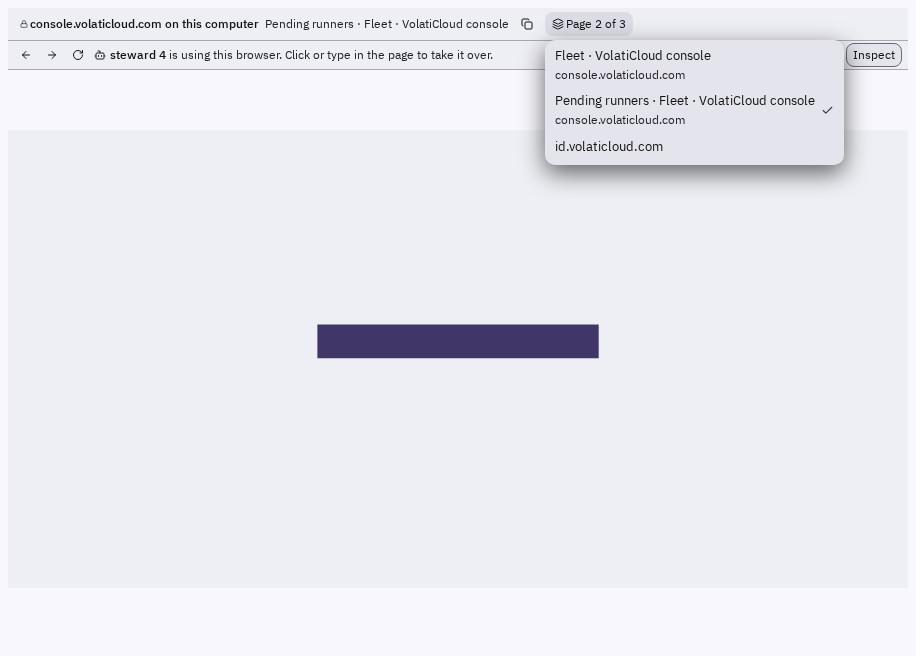 console.volaticloud.com on this computer Pending runners · Fleet · VolatiCloud console Page 2 of 3
steward 4 is using this browser. Click or type in the page to take it over. Inspect
Fleet · VolatiCloud console
console.volaticloud.com
Pending runners · Fleet · VolatiCloud console
console.volaticloud.com
id.volaticloud.com